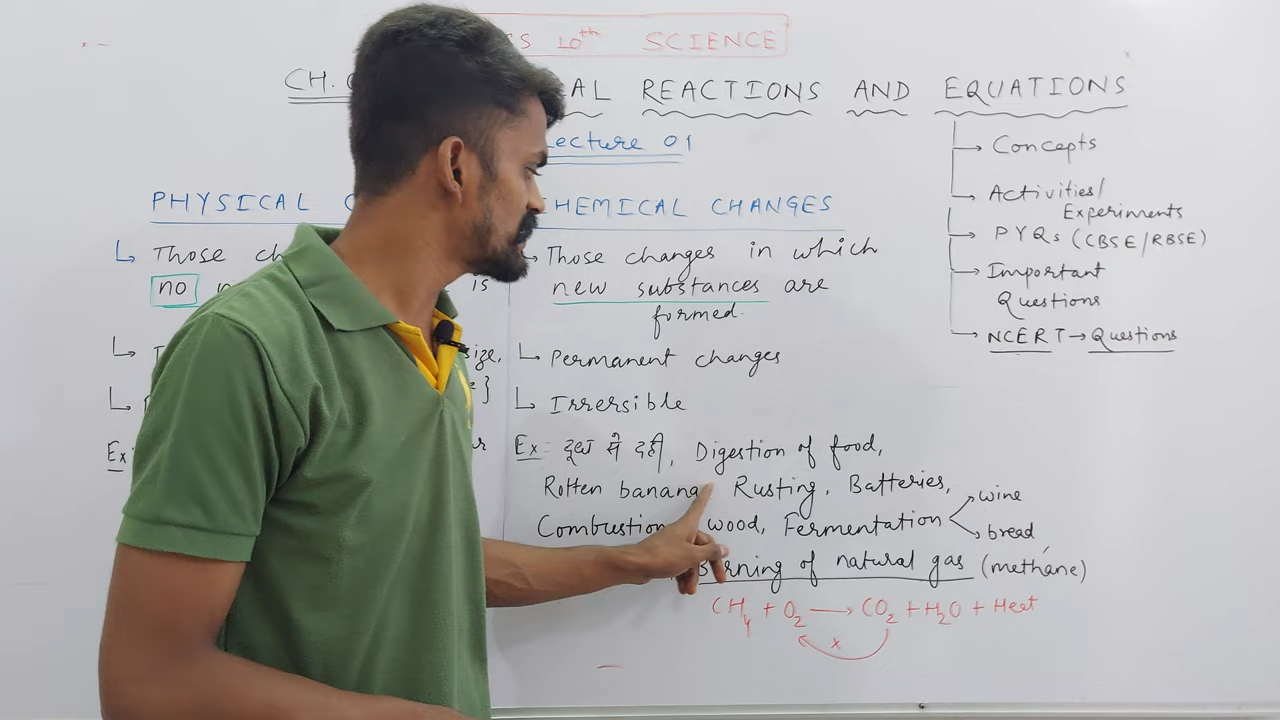 10th SCIENCE
CH. REACTIONS AND EQUATIONS
Lecture 01
→ Concepts
→ Activities/
Experiments
→ PYQs (CBSE/RBSE)
→ Important
Questions
→ NCERT → Questions
PHYSICAL
Those
no is
Ex:
CHEMICAL CHANGES
Those changes in which
new substances are
formed.
Permanent changes
Irrersible
Ex:- दूध से दही, Digestion of food,
Rotten banana, Rusting, Batteries,
Combustion wood, Fermentation wine
bread,
Burning of natural gas (methane)
CH4 + O2 → CO2 + H2O + Heat
x